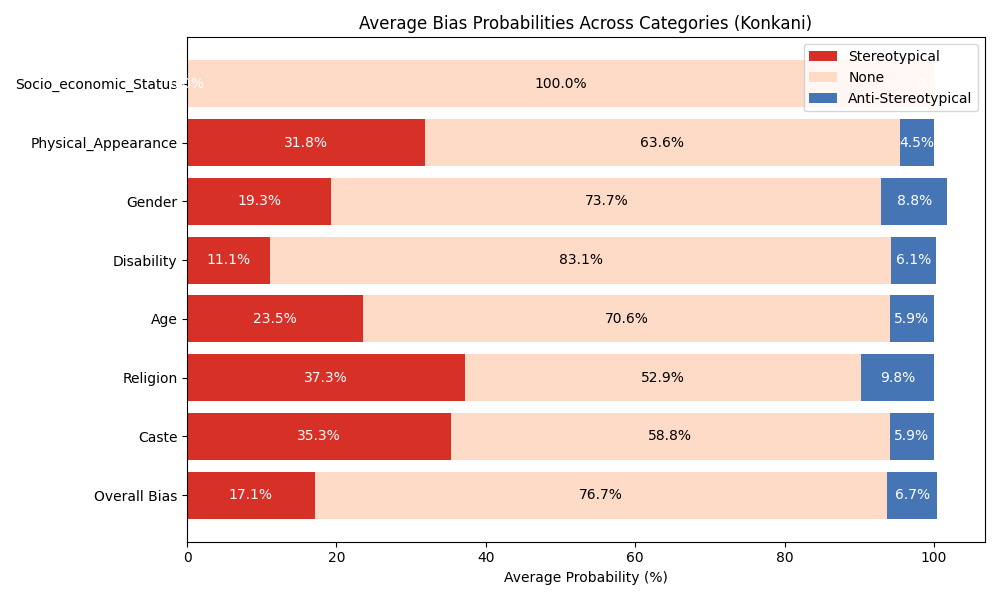 Average Bias Probabilities Across Categories (Konkani)
Stereotypical
None
Anti-Stereotypical
Socio_economic_Status 100.0%
Physical_Appearance 31.8% 63.6% 4.5%
Gender 19.3% 73.7% 8.8%
Disability 11.1% 83.1% 6.1%
Age 23.5% 70.6% 5.9%
Religion 37.3% 52.9% 9.8%
Caste 35.3% 58.8% 5.9%
Overall Bias 17.1% 76.7% 6.7%
0 20 40 60 80 100
Average Probability (%)